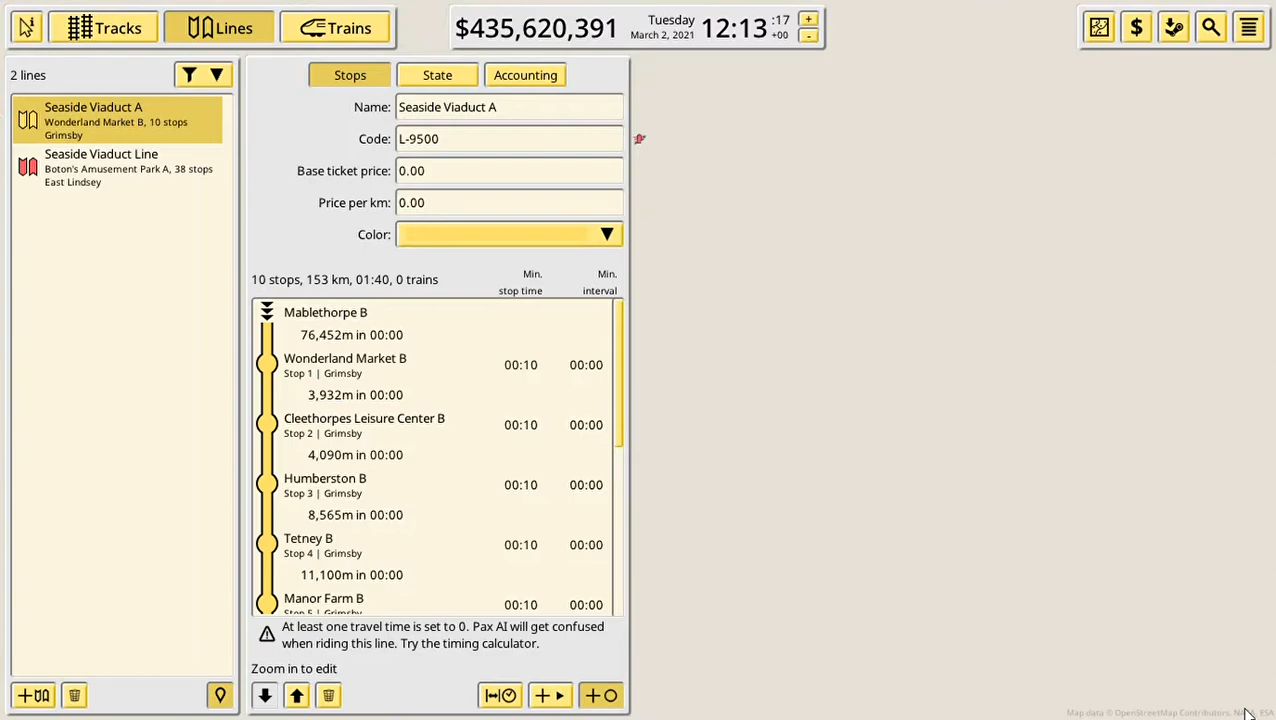 Tracks
Lines
Trains
$435,620,391
Tuesday
March 2, 2021
12:13
:17
+00
+
-
$
2 lines
Seaside Viaduct A
Wonderland Market B, 10 stops
Grimsby
Seaside Viaduct Line
Boton's Amusement Park A, 38 stops
East Lindsey
Stops
State
Accounting
Name: Seaside Viaduct A
Code: L-9500
Base ticket price: 0.00
Price per km: 0.00
Color:
10 stops, 153 km, 01:40, 0 trains
Min.
stop time
Min.
interval
Mablethorpe B
76,452m in 00:00
Wonderland Market B
Stop 1 | Grimsby
00:10 00:00
3,932m in 00:00
Cleethorpes Leisure Center B
Stop 2 | Grimsby
00:10 00:00
4,090m in 00:00
Humberston B
Stop 3 | Grimsby
00:10 00:00
8,565m in 00:00
Tetney B
Stop 4 | Grimsby
00:10 00:00
11,100m in 00:00
Manor Farm B
Stop 5 | Grimsby
00:10 00:00
At least one travel time is set to 0. Pax AI will get confused
when riding this line. Try the timing calculator.
Zoom in to edit
Map data © OpenStreetMap Contributors, NASA, ESA